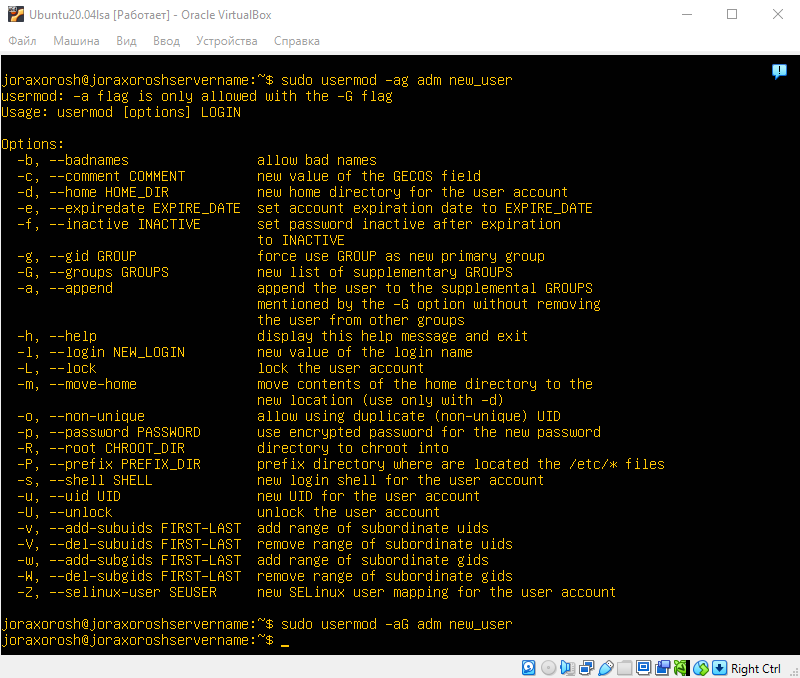 Ubuntu20.04lsa [Работает] - Oracle VirtualBox
Файл Машина Вид Ввод Устройства Справка
joraxorosh@joraxoroshservername:~$ sudo usermod -ag adm new_user
usermod: -a flag is only allowed with the -G flag
Usage: usermod [options] LOGIN
Options:
-b, --badnames allow bad names
-c, --comment COMMENT new value of the GECOS field
-d, --home HOME_DIR new home directory for the user account
-e, --expiredate EXPIRE_DATE set account expiration date to EXPIRE_DATE
-f, --inactive INACTIVE set password inactive after expiration
to INACTIVE
-g, --gid GROUP force use GROUP as new primary group
-G, --groups GROUPS new list of supplementary GROUPS
-a, --append append the user to the supplemental GROUPS
mentioned by the -G option without removing
the user from other groups
-h, --help display this help message and exit
-l, --login NEW_LOGIN new value of the login name
-L, --lock lock the user account
-m, --move-home move contents of the home directory to the
new location (use only with -d)
-o, --non-unique allow using duplicate (non-unique) UID
-p, --password PASSWORD use encrypted password for the new password
-R, --root CHROOT_DIR directory to chroot into
-P, --prefix PREFIX_DIR prefix directory where are located the /etc/* files
-s, --shell SHELL new login shell for the user account
-u, --uid UID new UID for the user account
-U, --unlock unlock the user account
-v, --add-subuids FIRST-LAST add range of subordinate uids
-V, --del-subuids FIRST-LAST remove range of subordinate uids
-w, --add-subgids FIRST-LAST add range of subordinate gids
-W, --del-subgids FIRST-LAST remove range of subordinate gids
-Z, --selinux-user SEUSER new SELinux user mapping for the user account
joraxorosh@joraxoroshservername:~$ sudo usermod -aG adm new_user
joraxorosh@joraxoroshservername:~$ _
Right Ctrl